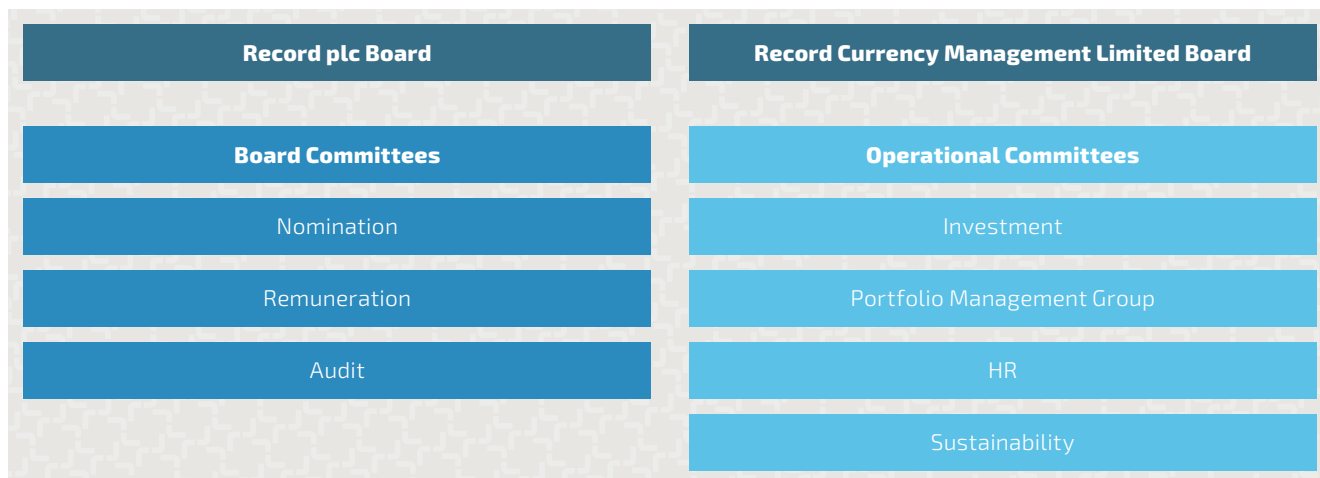 Record plc Board
Board Committees
Nomination
Remuneration
Audit
Record Currency Management Limited Board
Operational Committees
Investment
Portfolio Management Group
HR
Sustainability